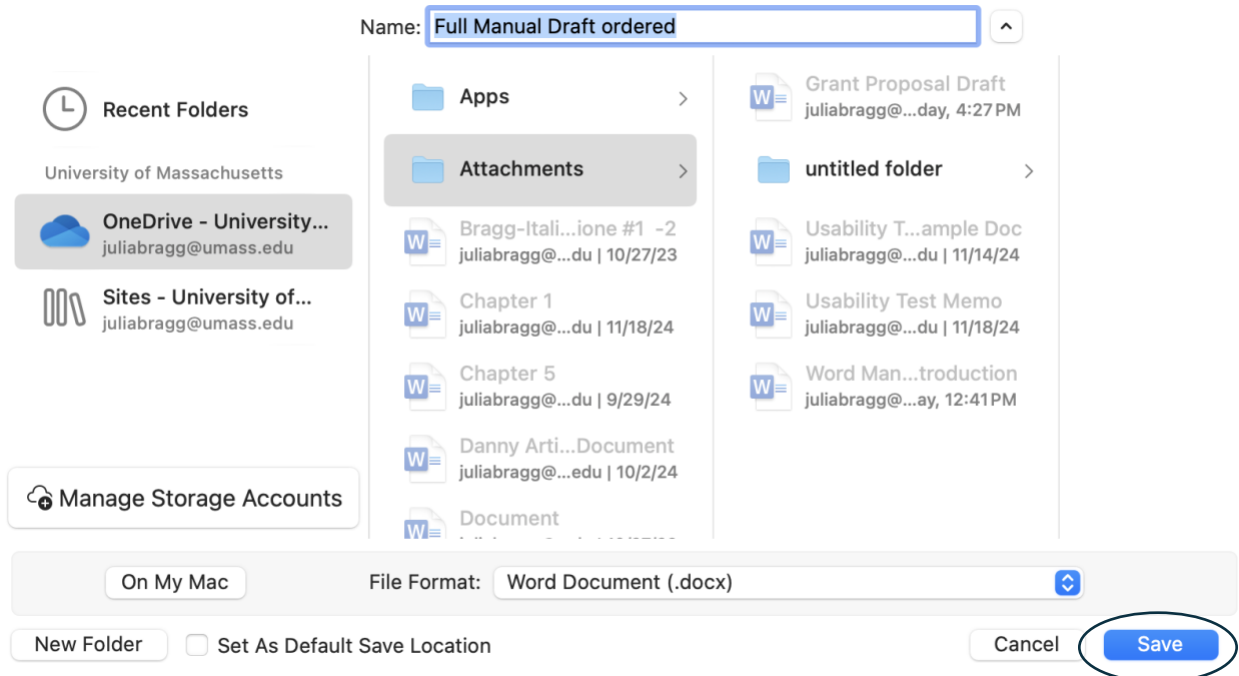 Name: Full Manual Draft ordered
Recent Folders
University of Massachusetts
OneDrive - University...
juliabragg@umass.edu
Sites - University of...
juliabragg@umass.edu
Manage Storage Accounts
Apps
Attachments
Bragg-Itali...ione #1 -2
juliabragg@...du | 10/27/23
Chapter 1
juliabragg@...du | 11/18/24
Chapter 5
juliabragg@...du | 9/29/24
Danny Arti...Document
juliabragg@...edu | 10/2/24
Document
Grant Proposal Draft
juliabragg@...day, 4:27 PM
untitled folder
Usability T...ample Doc
juliabragg@...du | 11/14/24
Usability Test Memo
juliabragg@...du | 11/18/24
Word Man...troduction
juliabragg@...ay, 12:41 PM
On My Mac
File Format: Word Document (.docx)
New Folder
Set As Default Save Location
Cancel
Save